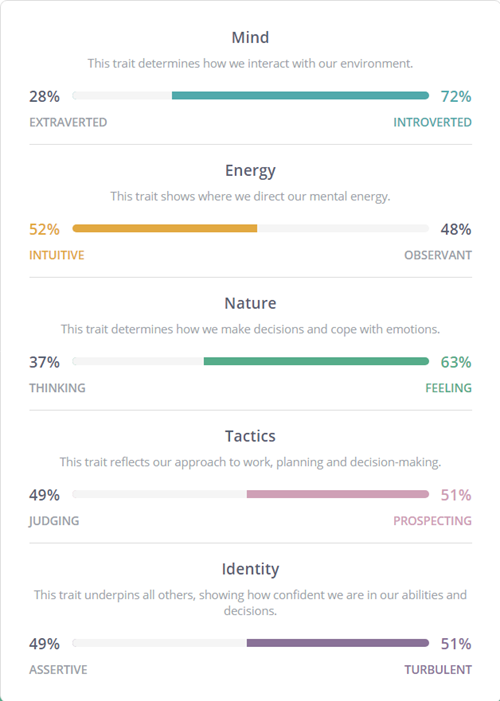 Mind
This trait determines how we interact with our environment.
28% 72%
EXTRAVERTED INTROVERTED
Energy
This trait shows where we direct our mental energy.
52% 48%
INTUITIVE OBSERVANT
Nature
This trait determines how we make decisions and cope with emotions.
37% 63%
THINKING FEELING
Tactics
This trait reflects our approach to work, planning and decision-making.
49% 51%
JUDGING PROSPECTING
Identity
This trait underpins all others, showing how confident we are in our abilities and
decisions.
49% 51%
ASSERTIVE TURBULENT